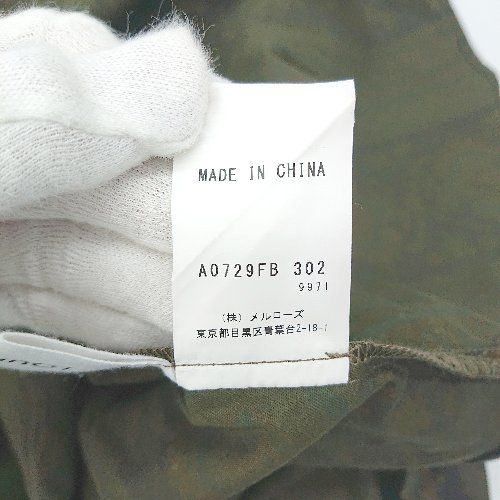 MADE IN CHINA
A0729FB 302
9971
(株) メルローズ
東京都目黒区青葉台2-18-